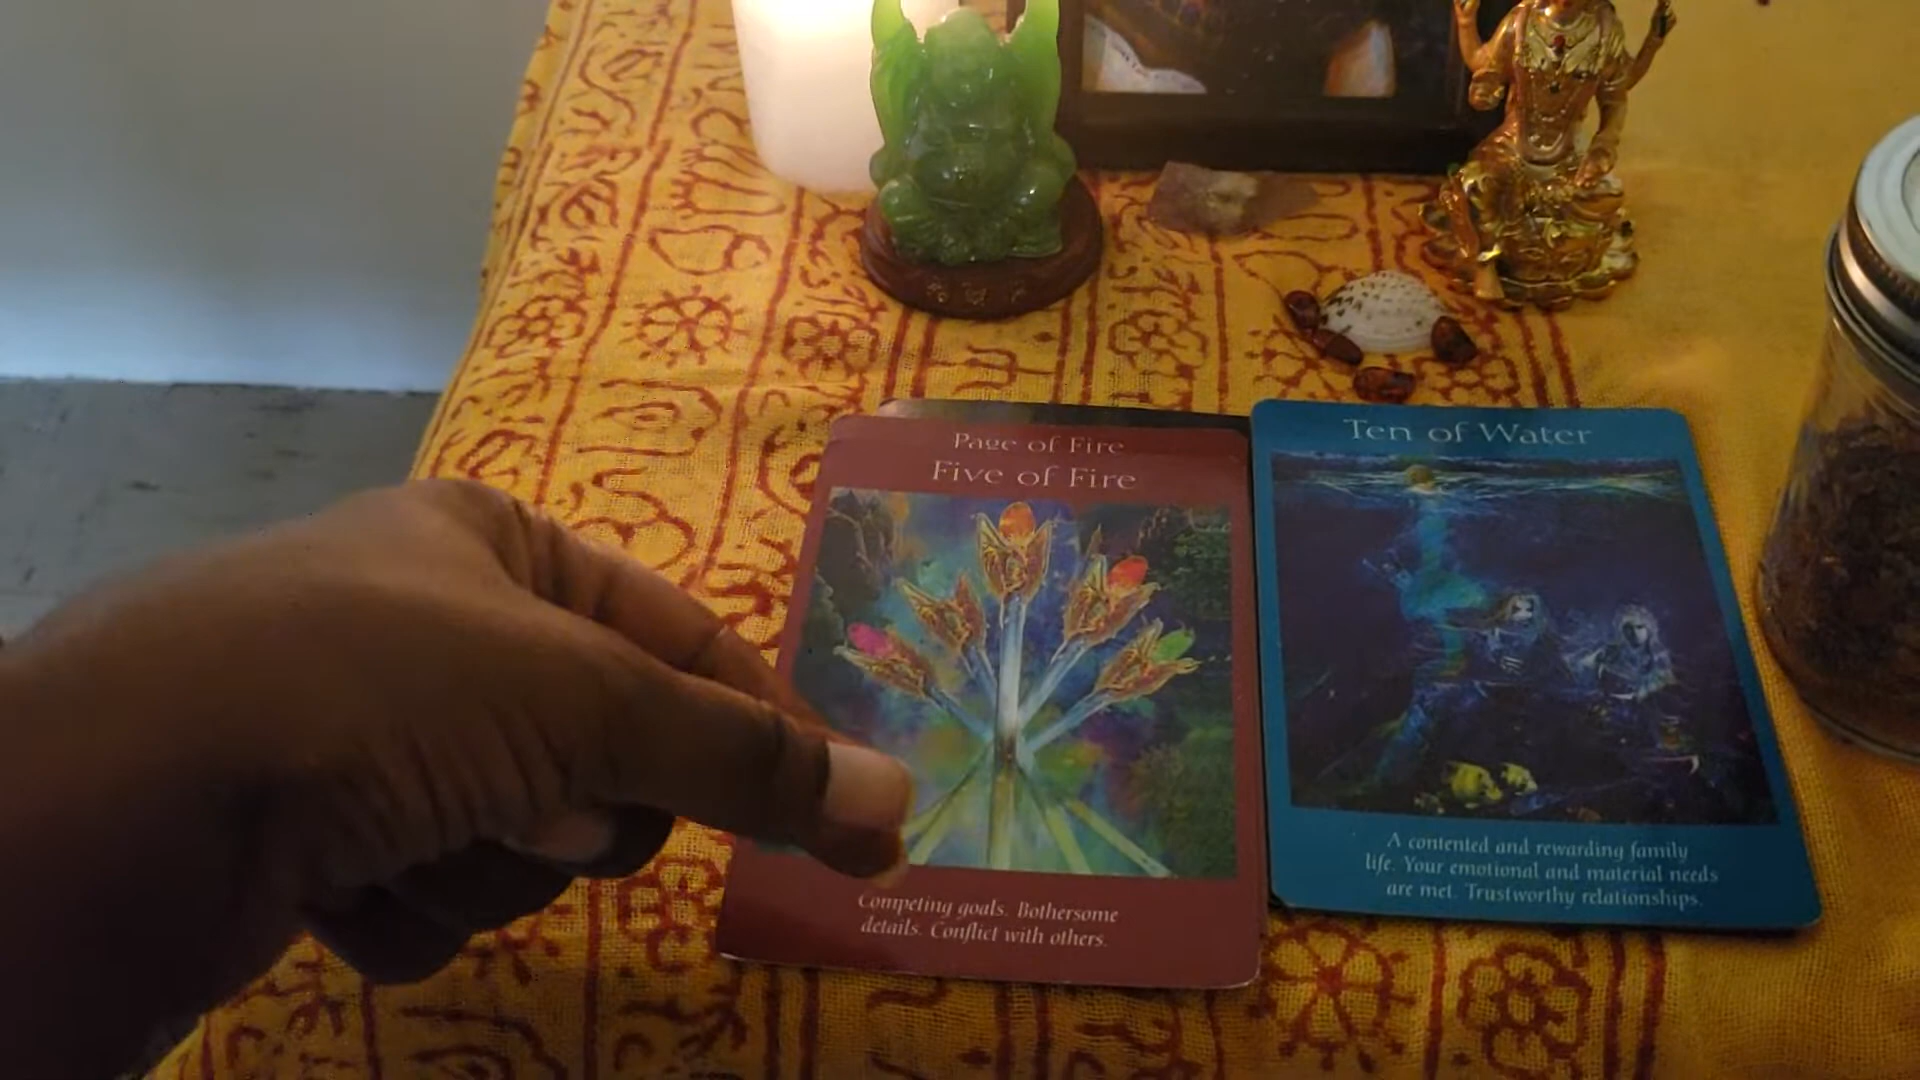 Page of Fire
Five of Fire
Competing goals. Bothersome
details. Conflict with others.
Ten of Water
A contented and rewarding family
life. Your emotional and material needs
are met. Trustworthy relationships.